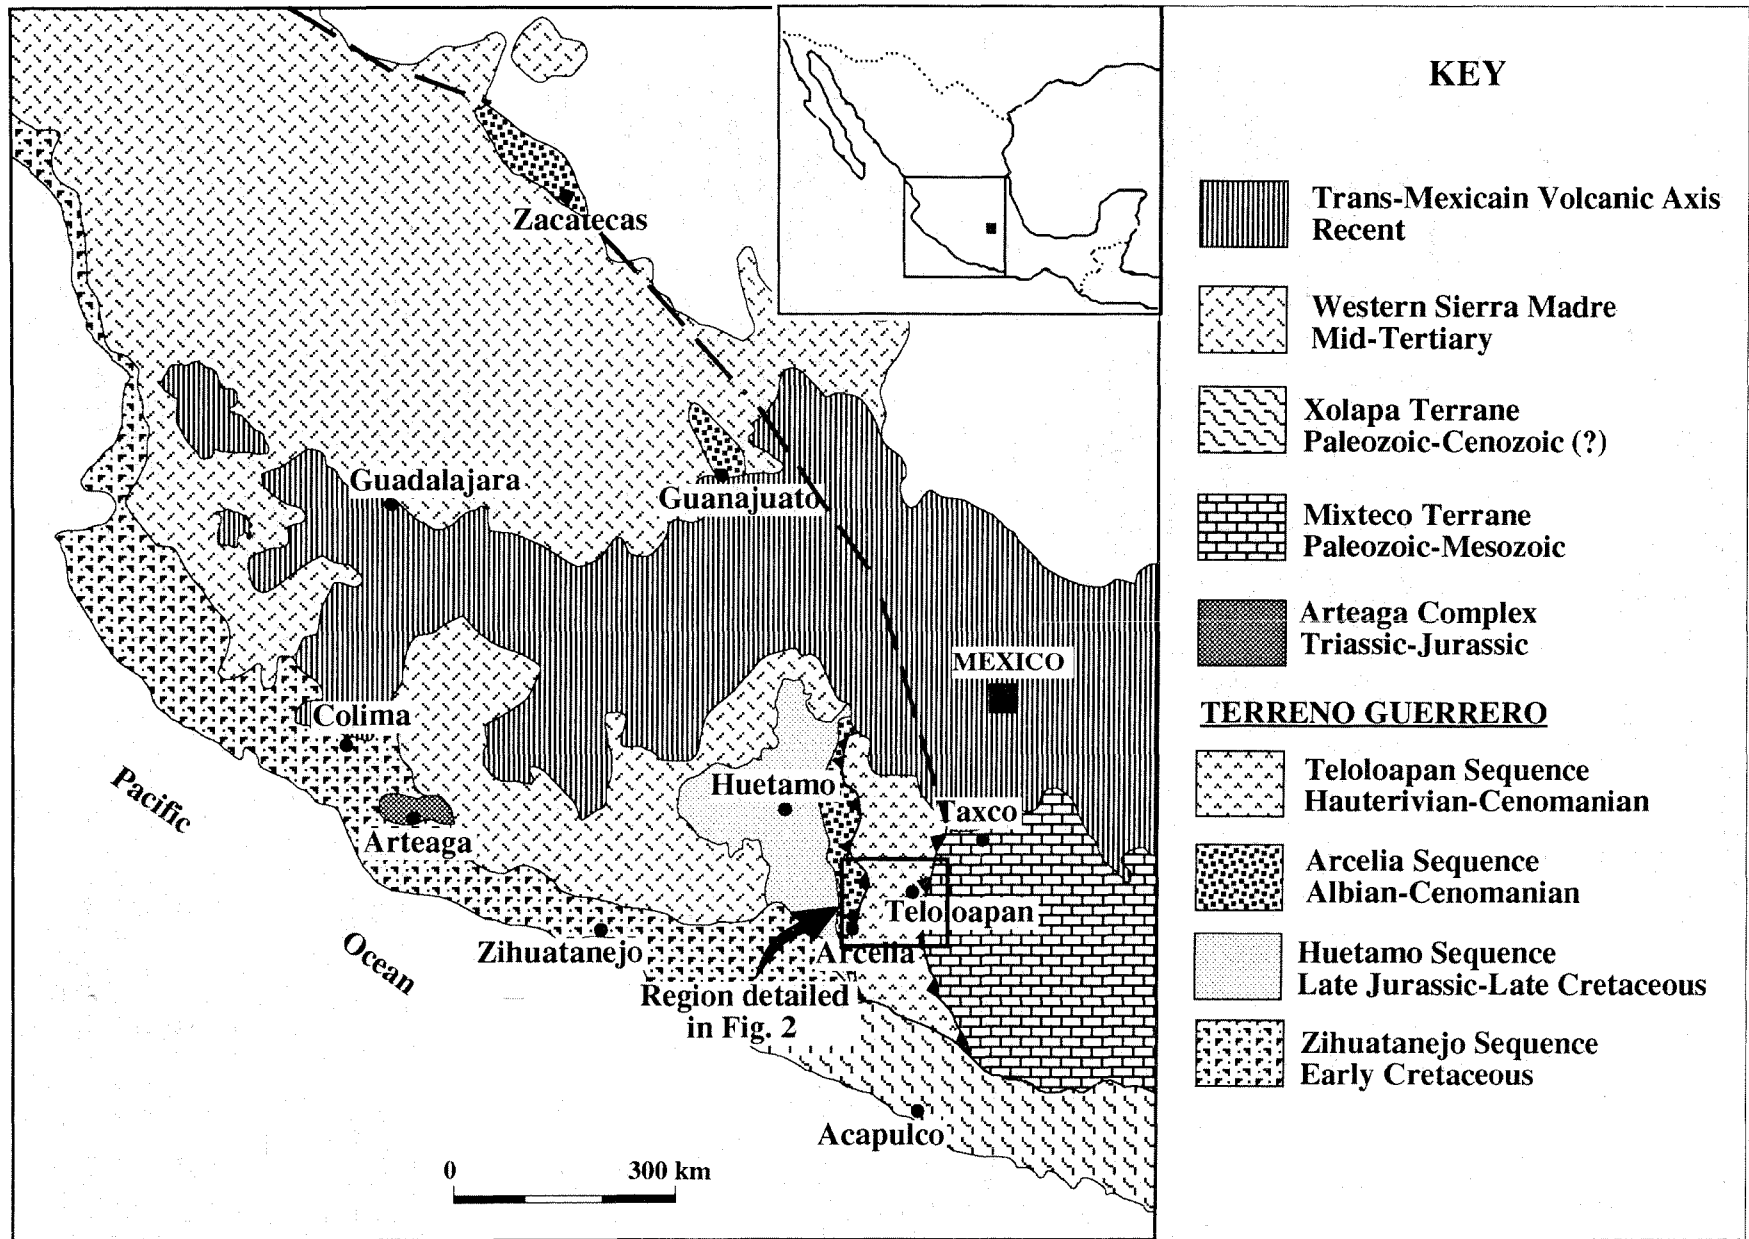 Zacatecas
Guadalajara
Guanajuato
MEXICO
Colima
Huetamo
Taxco
Arteaga
Teloloapan
Zihuatanejo
Arcelia
Region detailed
in Fig. 2
Acapulco
Pacific
Ocean
0 300 km
KEY
Trans-Mexicain Volcanic Axis
Recent
Western Sierra Madre
Mid-Tertiary
Xolapa Terrane
Paleozoic-Cenozoic (?)
Mixteco Terrane
Paleozoic-Mesozoic
Arteaga Complex
Triassic-Jurassic
TERRENO GUERRERO
Teloloapan Sequence
Hauterivian-Cenomanian
Arcelia Sequence
Albian-Cenomanian
Huetamo Sequence
Late Jurassic-Late Cretaceous
Zihuatanejo Sequence
Early Cretaceous